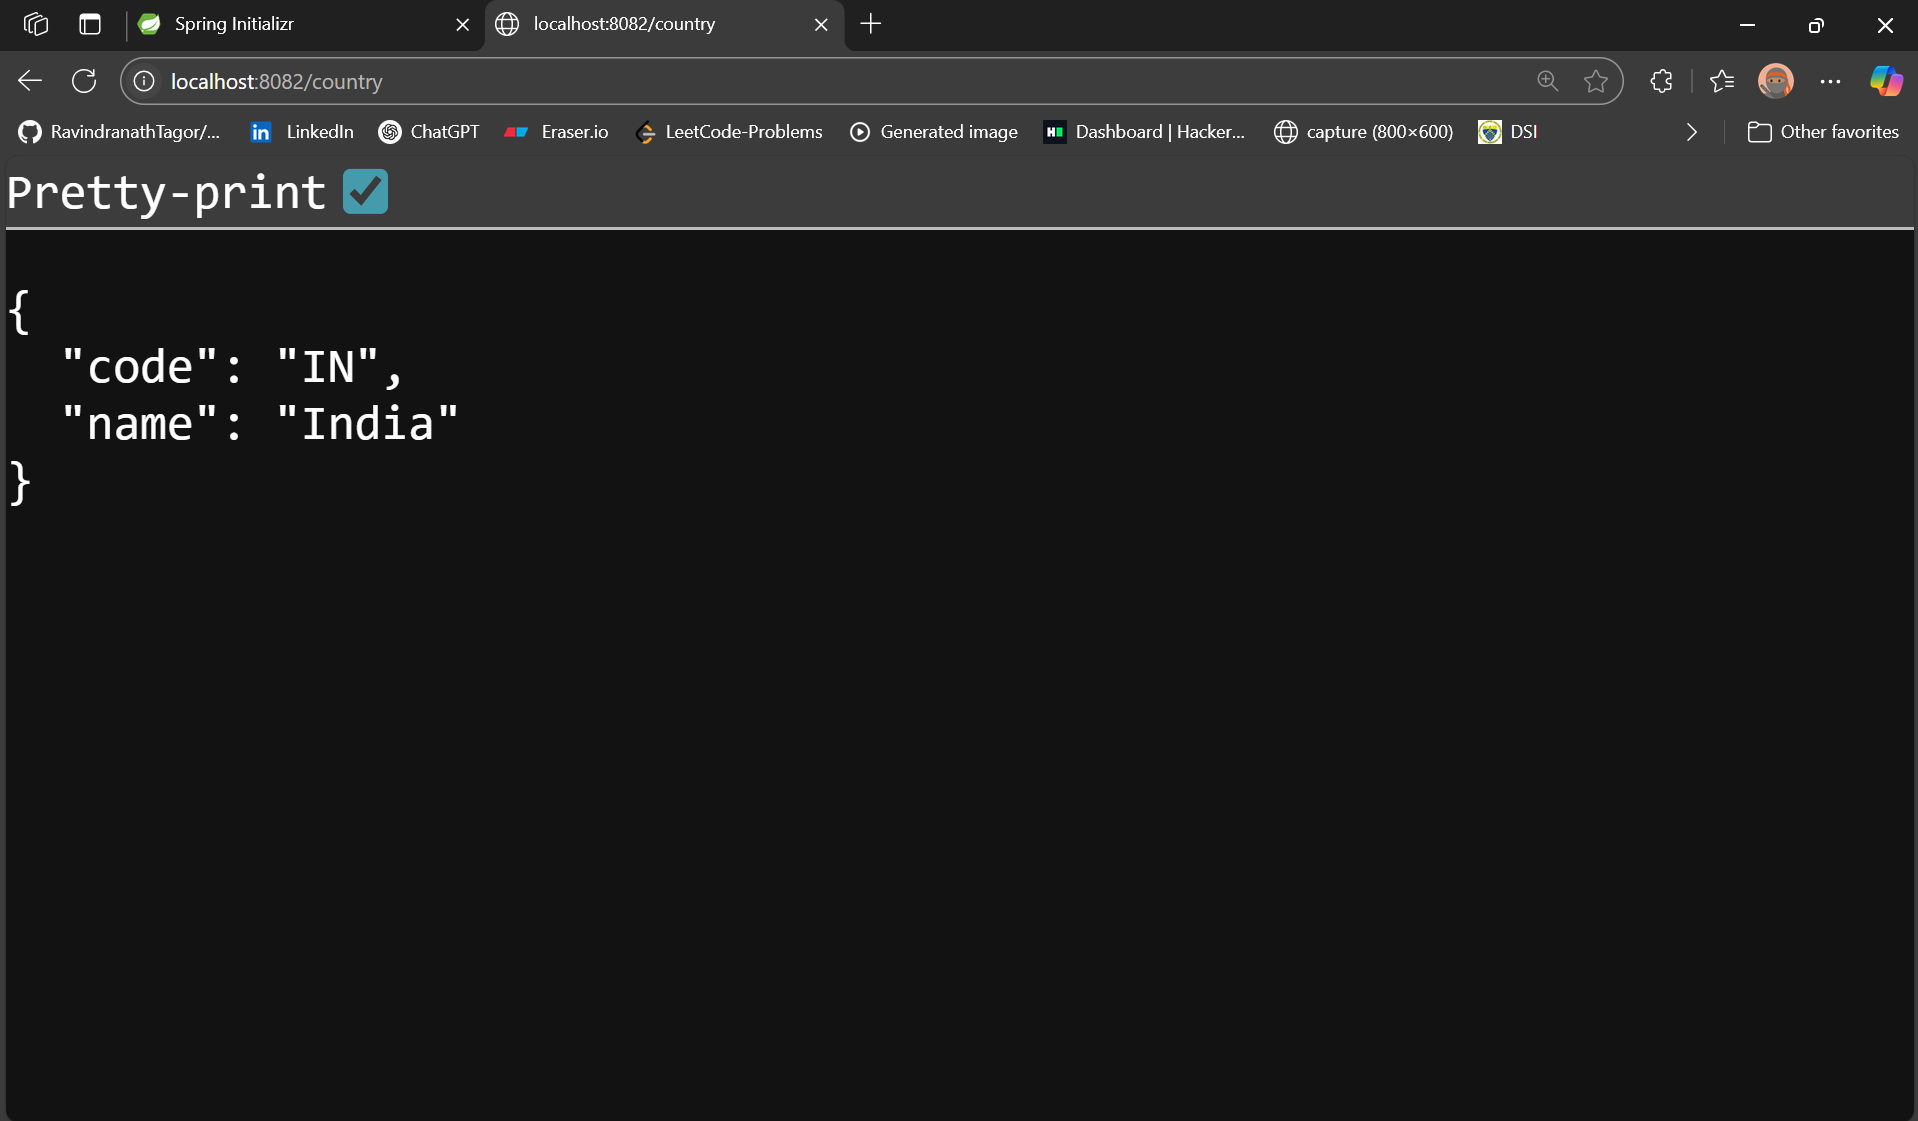 Spring Initializr
localhost:8082/country
localhost:8082/country
RavindranathTagor/... LinkedIn ChatGPT Eraser.io LeetCode-Problems Generated image Dashboard | Hacker... capture (800×600) DSI Other favorites
Pretty-print
{
  "code": "IN",
  "name": "India"
}